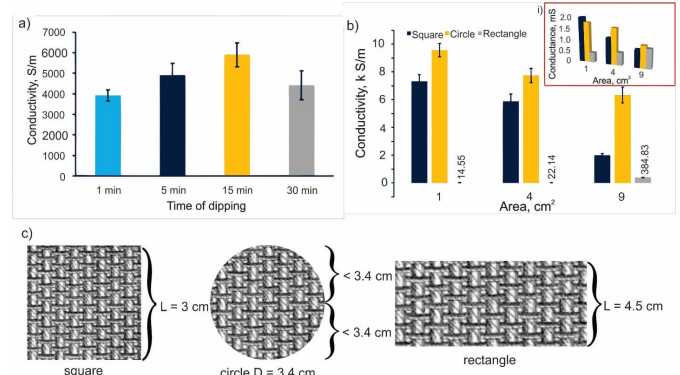 a)
Conductivity, S/m
7000
6000
5000
4000
3000
2000
1000
0
1 min 5 min 15 min 30 min
Time of dipping
b)
Square Circle Rectangle
Conductivity, k S/m
10
8
6
4
2
0
14.55
22.14
384.83
1 4 9
Area, cm²
i)
Conductance, mS
2.0
1.5
1.0
0.5
0
1 4 9
Area, cm²
c)
L = 3 cm
square
< 3.4 cm
< 3.4 cm
circle D = 3.4 cm
L = 4.5 cm
rectangle